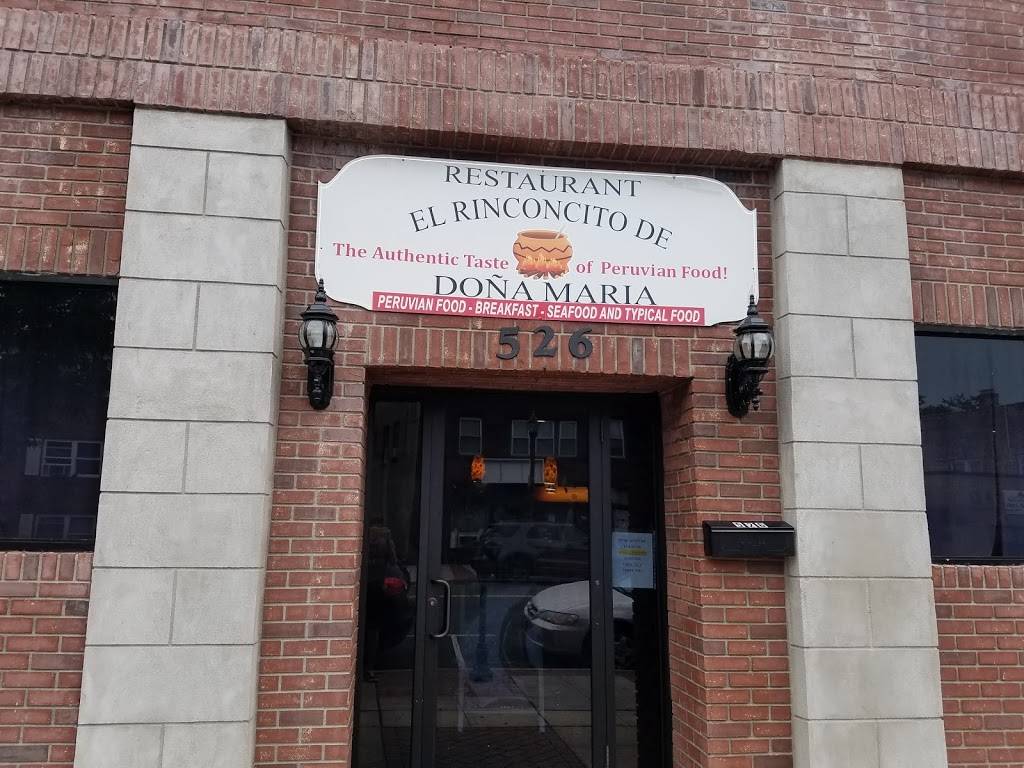 RESTAURANT
EL RINCONCITO DE
The Authentic Taste of Peruvian Food!
DOÑA MARIA
PERUVIAN FOOD - BREAKFAST - SEAFOOD AND TYPICAL FOOD
526
526